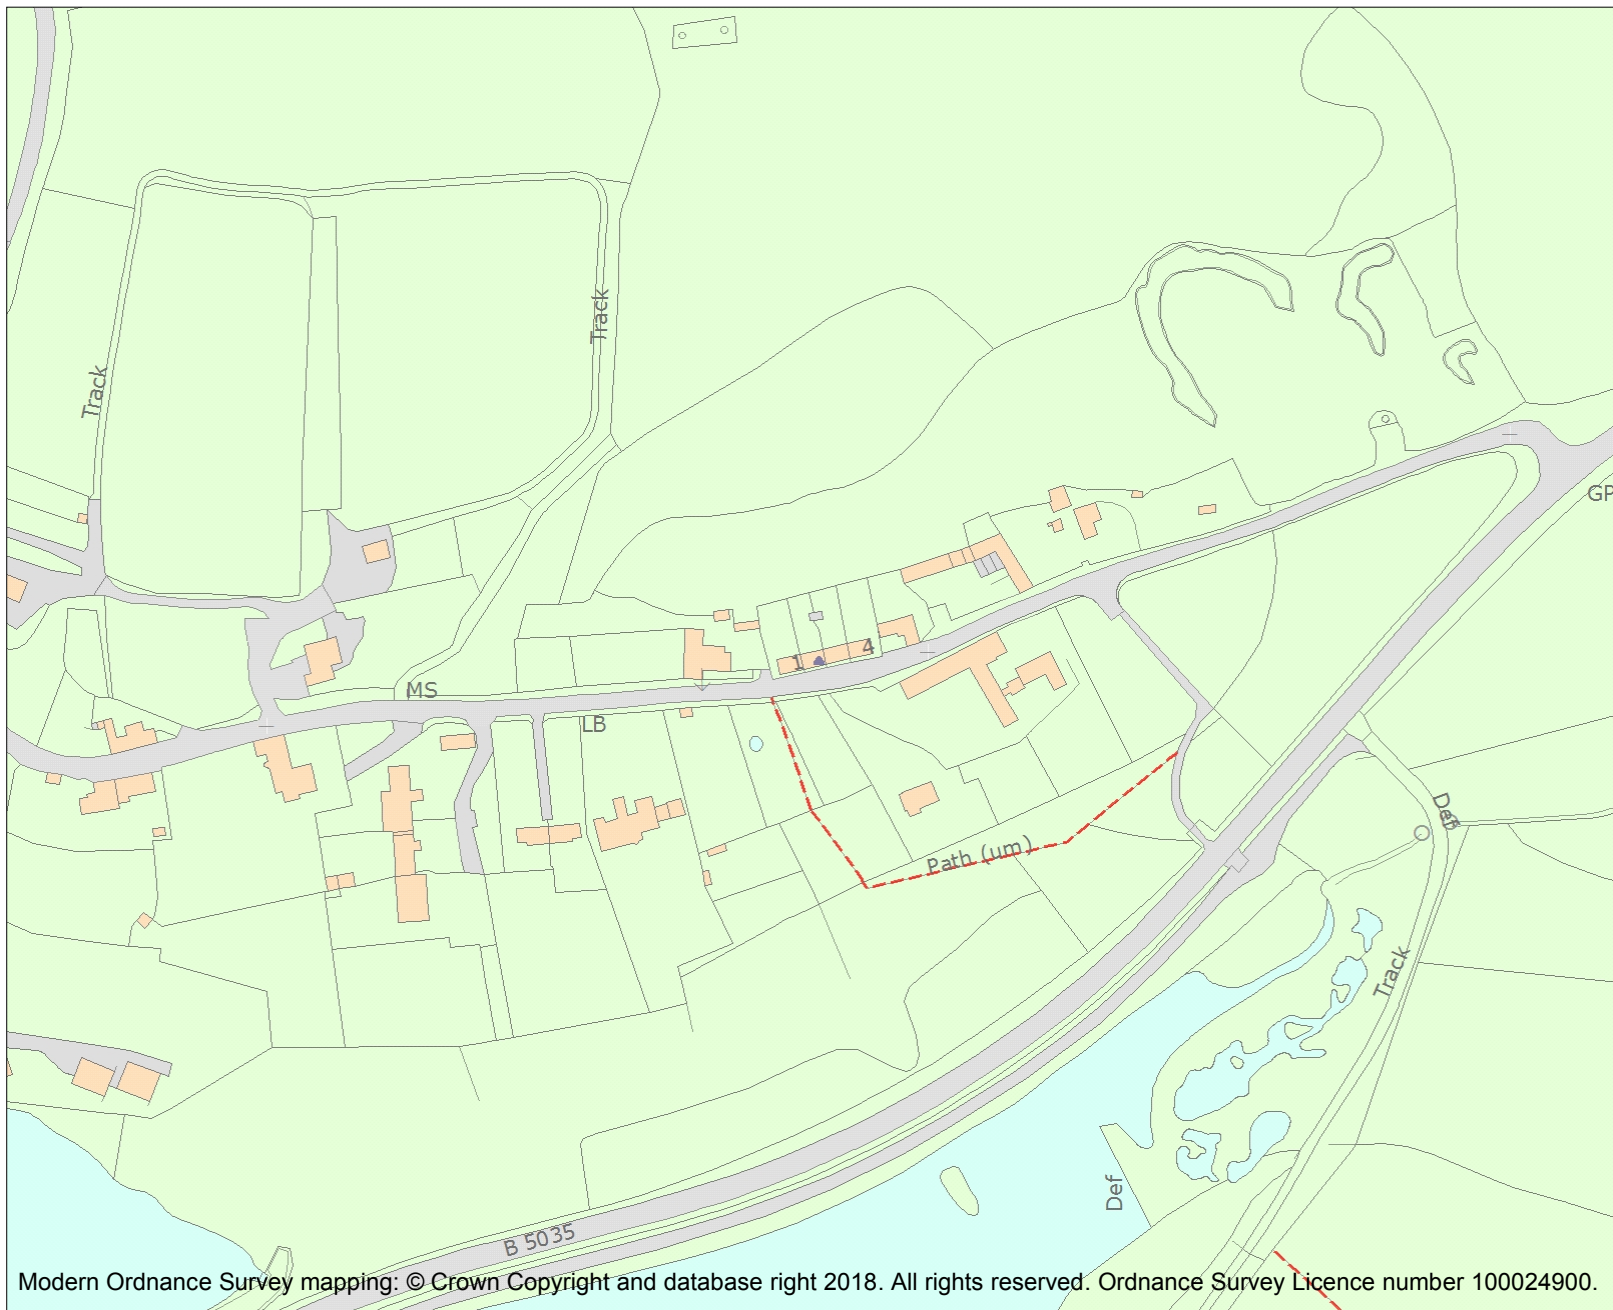 Track
Track
GP
1
4
MS
LB
Path (um)
Def
Track
Def
B 5035
Modern Ordnance Survey mapping: © Crown Copyright and database right 2018. All rights reserved. Ordnance Survey Licence number 100024900.